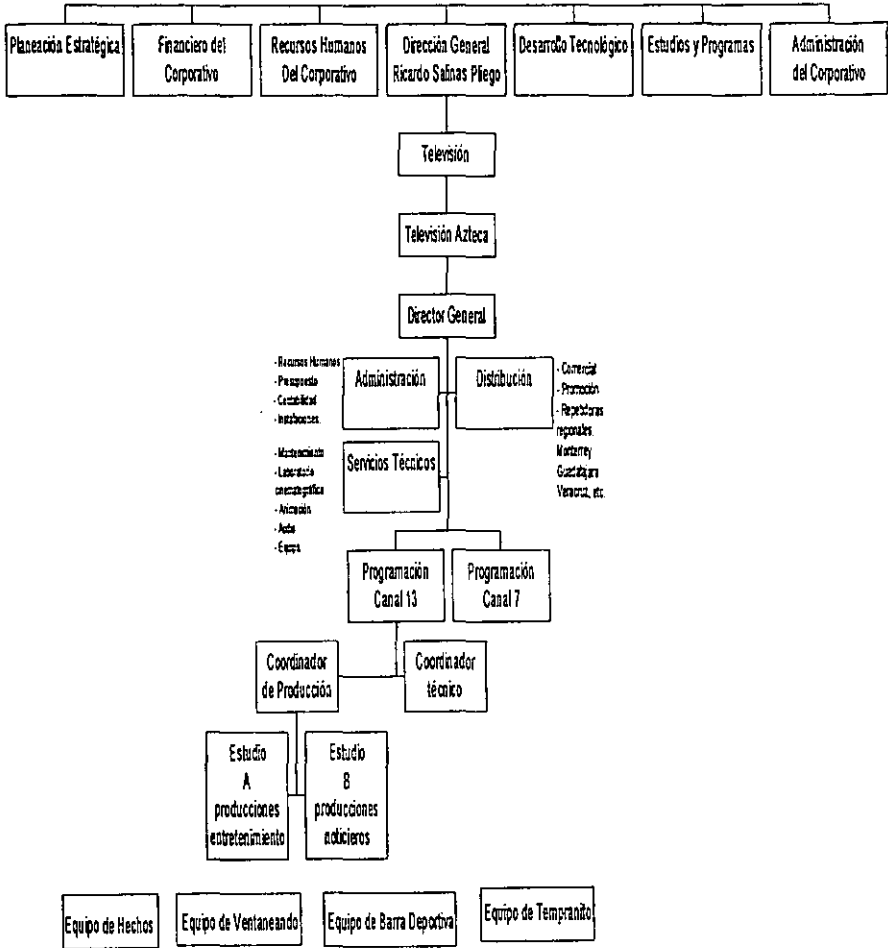 Planeación Estratégica
Financiero del
Corporativo
Recursos Humanos
Del Corporativo
Dirección General
Ricardo Salinas Pliego
Desarrollo Tecnológico
Estudios y Programas
Administración
del Corporativo
Televisión
Televisión Azteca
Director General
- Recursos Humanos
- Presupuesto
- Contabilidad
- Instalaciones.
Administración
Distribución
- Comercial
- Promoción
- Repetidoras
regionales.
Monterrey
Guadalajara
Veracruz, etc.
- Mantenimiento
- Laboratorio
cinematográfico
- Animación
- Audio
- Equipo
Servicios Técnicos
Programación
Canal 13
Programación
Canal 7
Coordinador
de Producción
Coordinador
técnico
Estudio
A
producciones
entretenimiento
Estudio
B
producciones
noticieros
Equipo de Hechos
Equipo de Ventaneando
Equipo de Barra Deportiva
Equipo de Tempranito